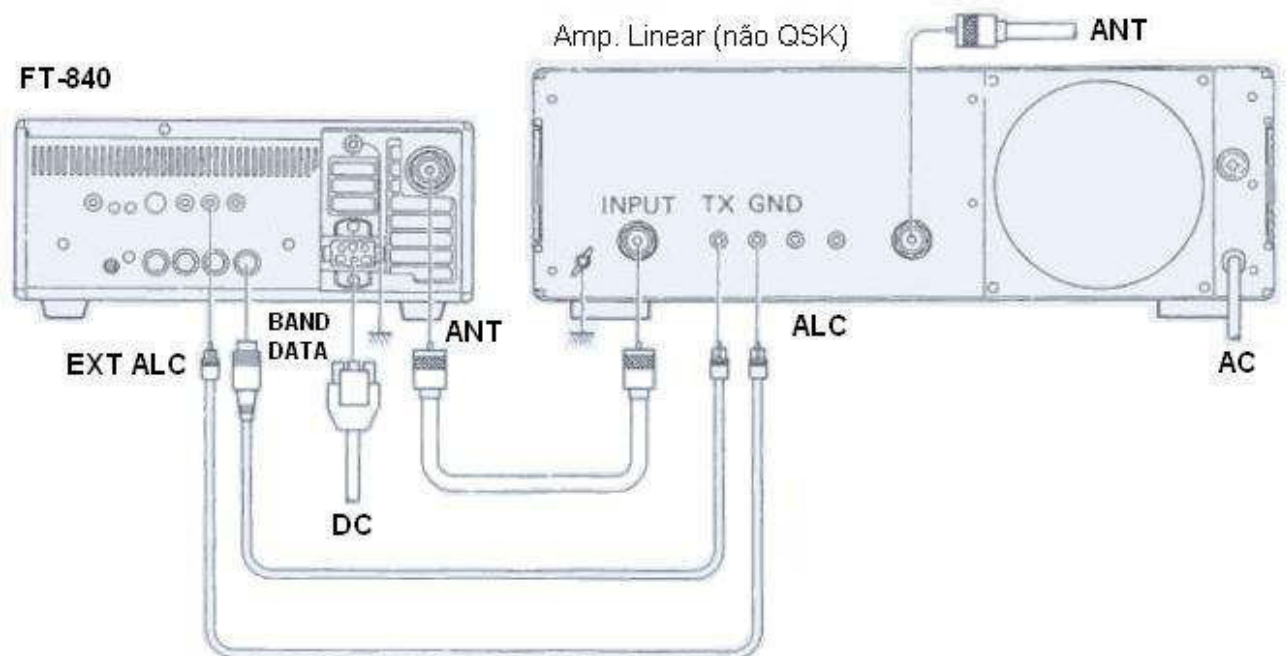 Amp. Linear (não QSK)
ANT
FT-840
INPUT TX GND
BAND
DATA
ANT
ALC
EXT ALC
AC
DC